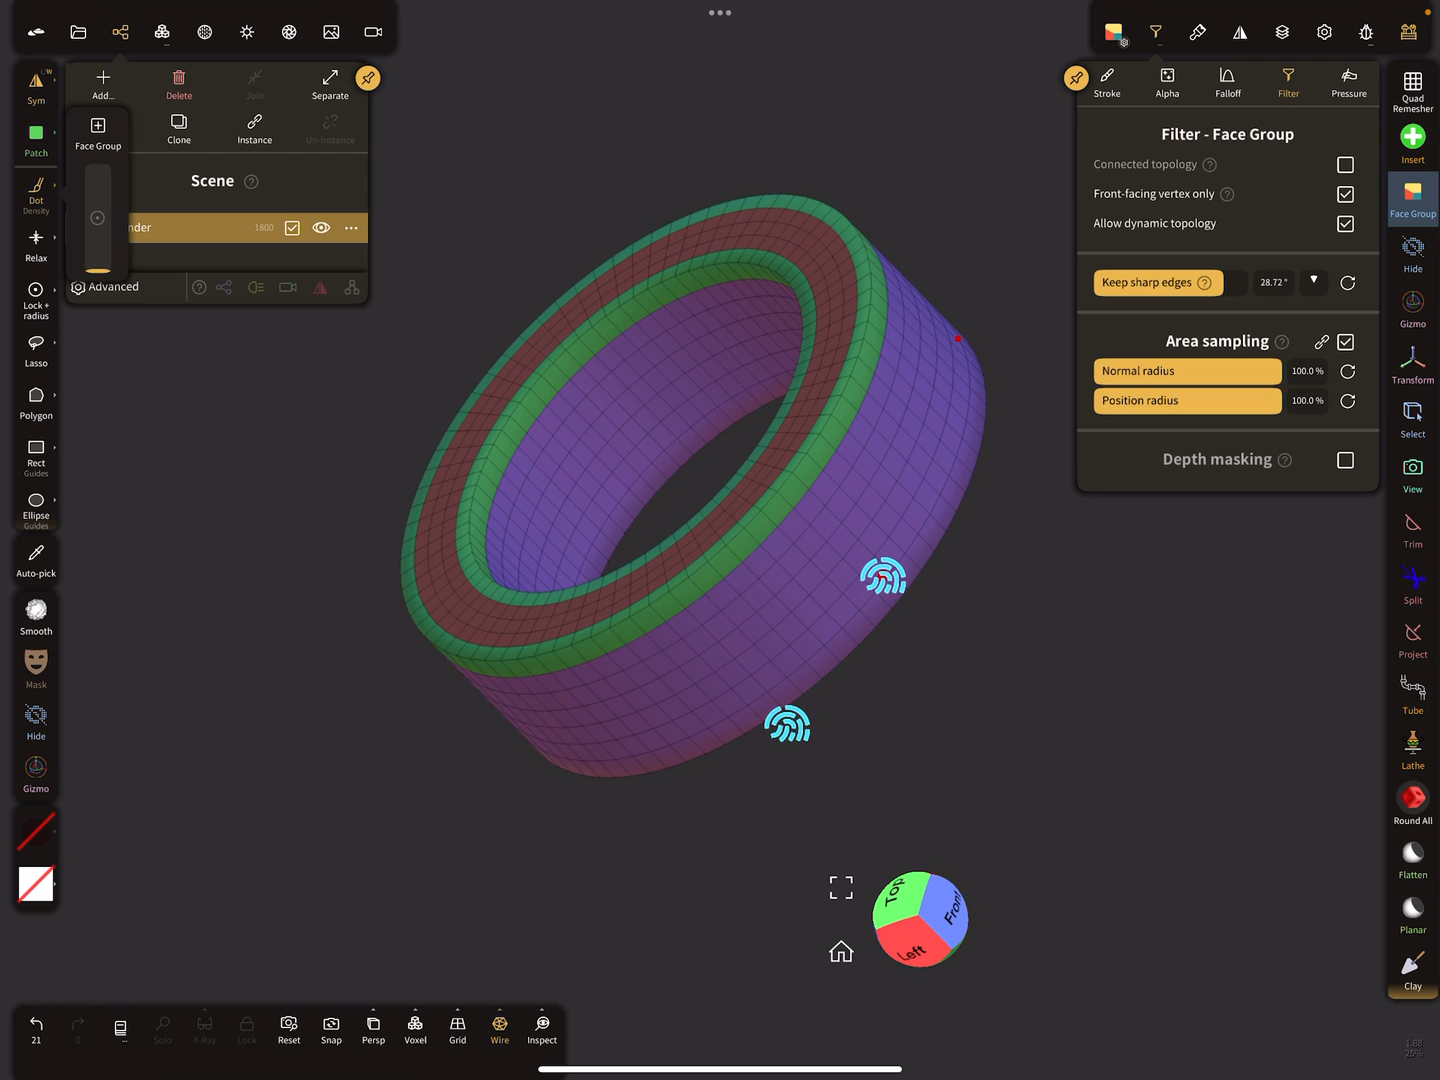 Sym
Patch
Dot
Density
Relax
Lock +
radius
Lasso
Polygon
Rect
Guides
Ellipse
Guides
Auto-pick
Smooth
Mask
Hide
Gizmo
Add...
Delete
Join
Separate
Face Group
Clone
Instance
Un-instance
Scene ?
nder
1800
Advanced
?
Stroke
Alpha
Falloff
Filter
Pressure
Filter - Face Group
Connected topology ?
Front-facing vertex only ?
Allow dynamic topology
Keep sharp edges ?
28.72 °
Area sampling ?
Normal radius
100.0 %
Position radius
100.0 %
Depth masking ?
Quad
Remesher
Insert
Face Group
Hide
Gizmo
Transform
Select
View
Trim
Split
Project
Tube
Lathe
Round All
Flatten
Planar
Clay
Top
Front
Left
21
Solo
X-Ray
Lock
Reset
Snap
Persp
Voxel
Grid
Wire
Inspect
1.88
25%